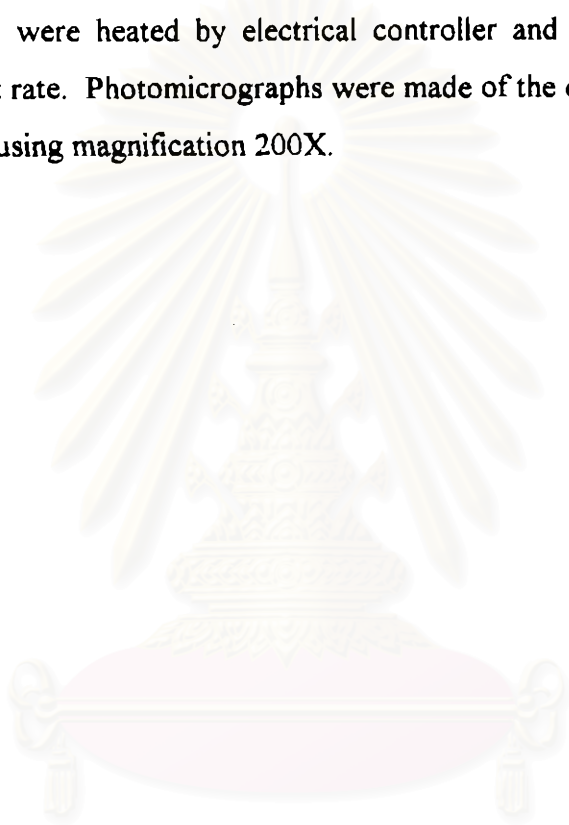 were heated by electrical controller and
rate. Photomicrographs were made of the
using magnification 200X.